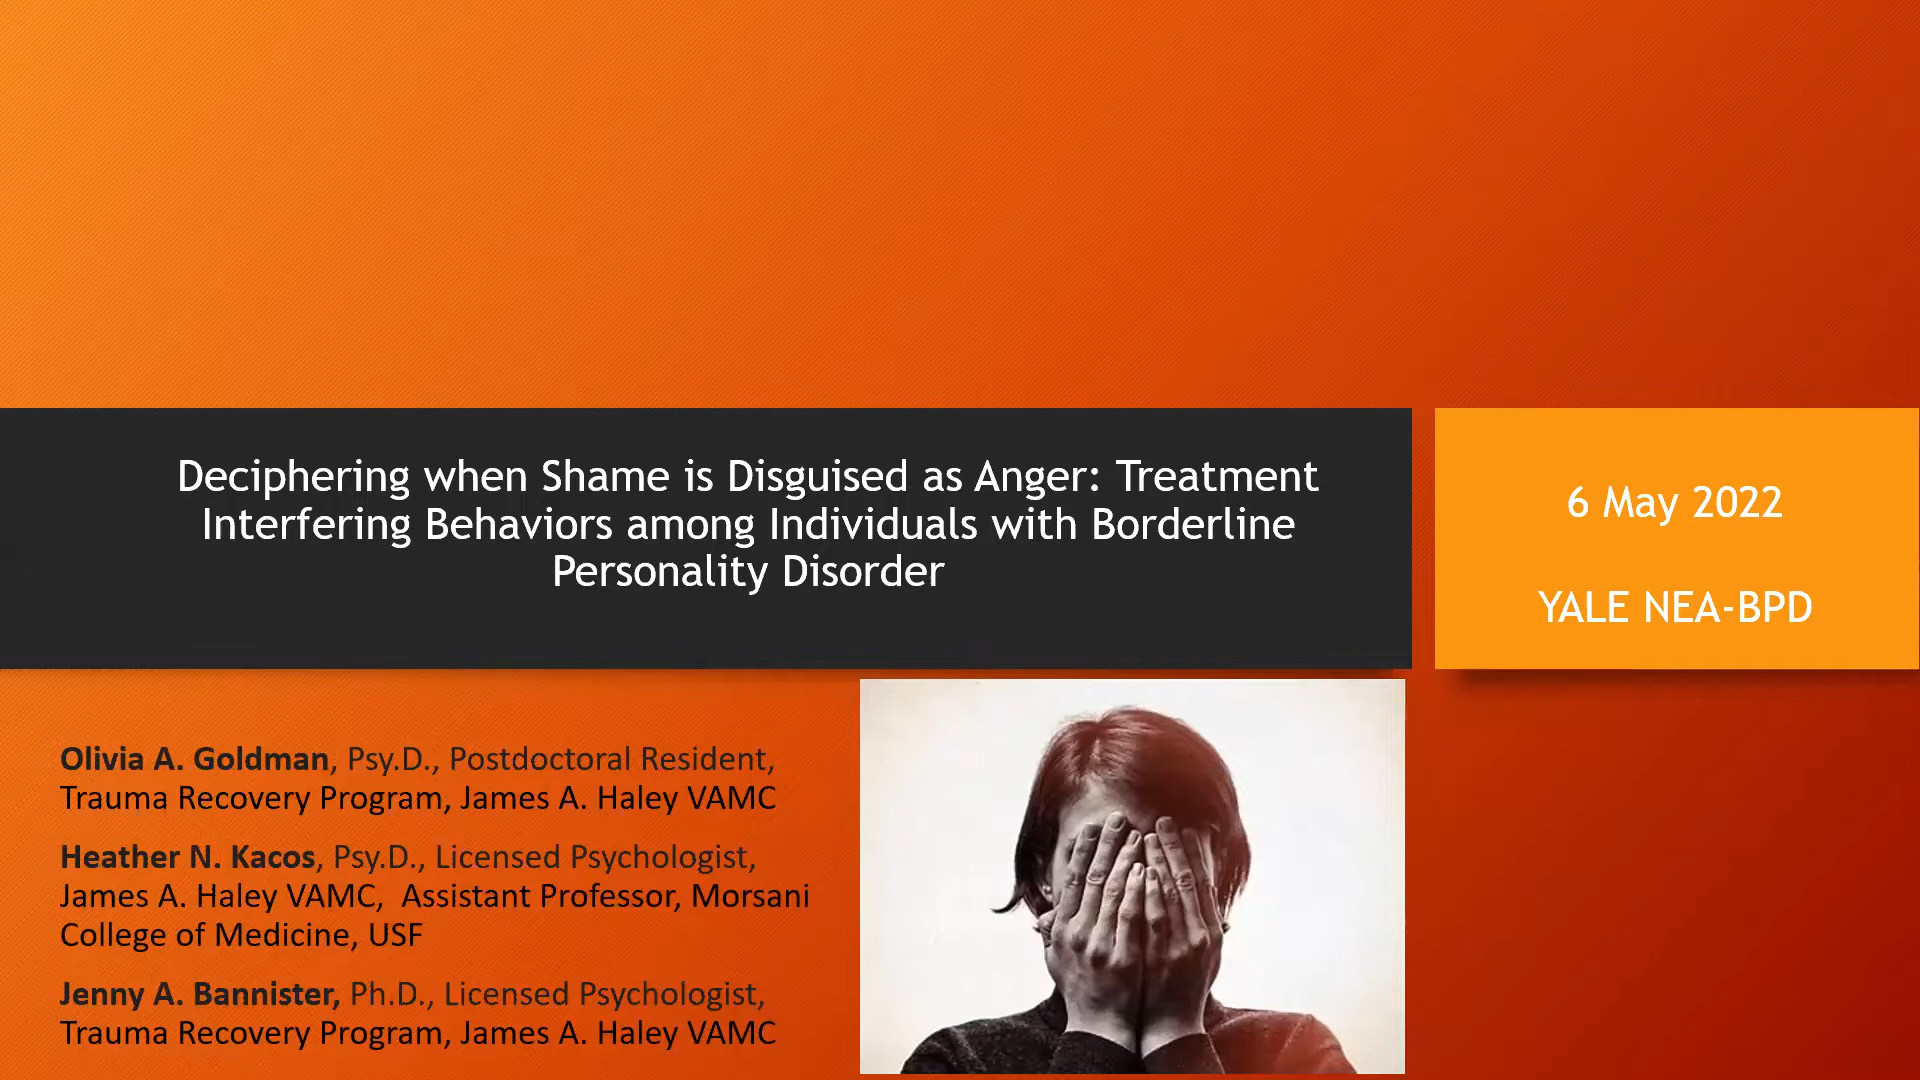 Deciphering when Shame is Disguised as Anger: Treatment
Interfering Behaviors among Individuals with Borderline
Personality Disorder
6 May 2022
YALE NEA-BPD
Olivia A. Goldman, Psy.D., Postdoctoral Resident,
Trauma Recovery Program, James A. Haley VAMC
Heather N. Kacos, Psy.D., Licensed Psychologist,
James A. Haley VAMC, Assistant Professor, Morsani
College of Medicine, USF
Jenny A. Bannister, Ph.D., Licensed Psychologist,
Trauma Recovery Program, James A. Haley VAMC